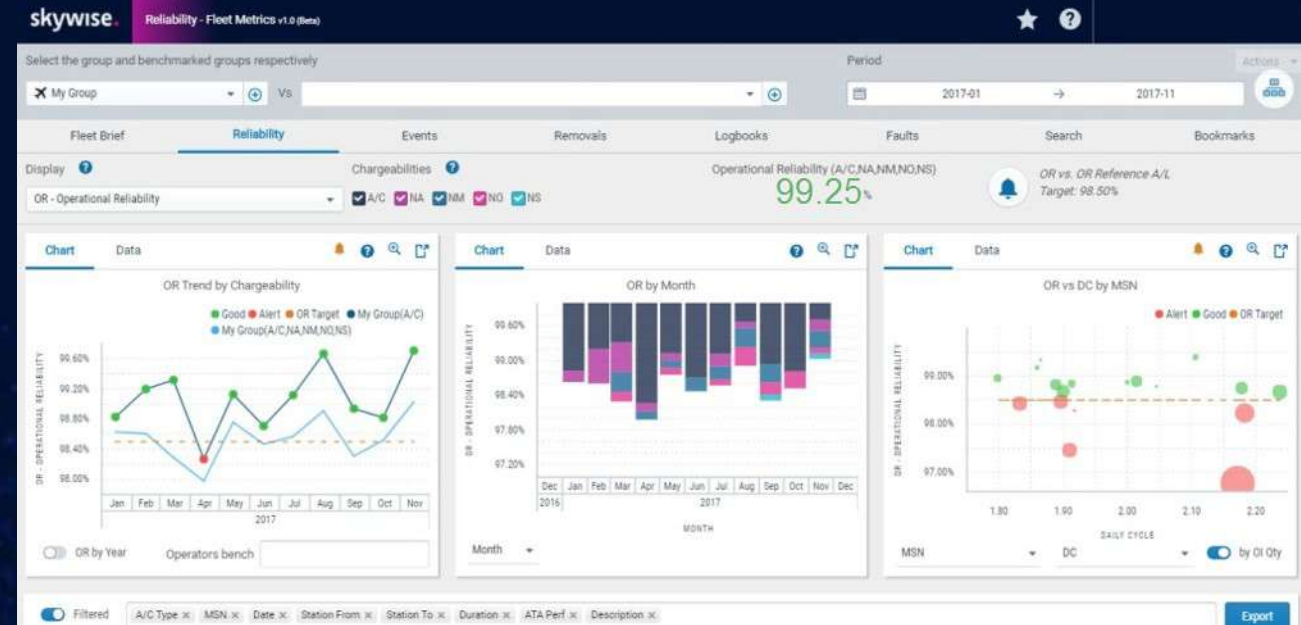 skywise.
Reliability - Fleet Metrics v1.0 (Beta)
?
Select the group and benchmarked groups respectively
Period
Actions
My Group
Vs
2017-01 → 2017-11
Fleet Brief
Reliability
Events
Removals
Logbooks
Faults
Search
Bookmarks
Display ?
Chargeabilities ?
OR - Operational Reliability
A/C NA NM NO NS
Operational Reliability (A/C,NA,NM,NO,NS)
99.25%
OR vs. OR Reference A/L
Target: 98.50%
Chart Data ?
OR Trend by Chargeability
Good Alert OR Target My Group(A/C)
My Group(A/C,NA,NM,NO,NS)
OR - OPERATIONAL RELIABILITY
99.60%
99.20%
98.80%
98.40%
98.00%
Jan Feb Mar Apr May Jun Jul Aug Sep Oct Nov
2017
OR by Year
Operators bench
Chart Data ?
OR by Month
OR - OPERATIONAL RELIABILITY
99.60%
99.00%
98.40%
97.80%
97.20%
Dec Jan Feb Mar Apr May Jun Jul Aug Sep Oct Nov Dec
2016 2017
MONTH
Month
Chart Data ?
OR vs DC by MSN
Alert Good OR Target
OR - OPERATIONAL RELIABILITY
99.00%
98.00%
97.00%
1.80 1.90 2.00 2.10 2.20
DAILY CYCLE
MSN
DC
by OI Qty
Filtered
A/C Type × MSN × Date × Station From × Station To × Duration × ATA Perf × Description ×
Export